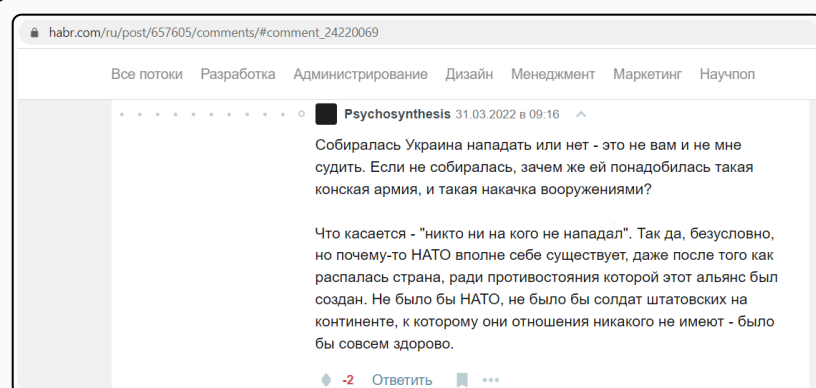 habr.com/ru/post/657605/comments/#comment_24220069
Все потоки Разработка Администрирование Дизайн Менеджмент Маркетинг Научпоп
Psychosynthesis 31.03.2022 в 09:16
Собиралась Украина нападать или нет - это не вам и не мне
судить. Если не собиралась, зачем же ей понадобилась такая
конская армия, и такая накачка вооружениями?
Что касается - "никто ни на кого не нападал". Так да, безусловно,
но почему-то НАТО вполне себе существует, даже после того как
распалась страна, ради противостояния которой этот альянс был
создан. Не было бы НАТО, не было бы солдат штатовских на
континенте, к которому они отношения никакого не имеют - было
бы совсем здорово.
-2 Ответить